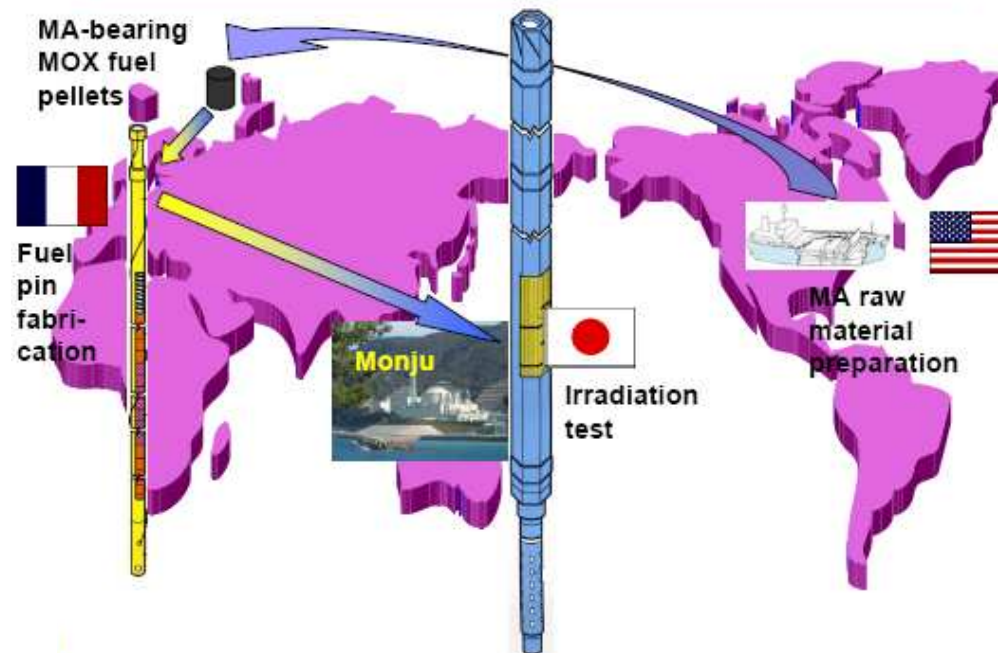 MA-bearing
MOX fuel
pellets
Fuel
pin
fabri-
cation
Monju
Irradiation
test
MA raw
material
preparation